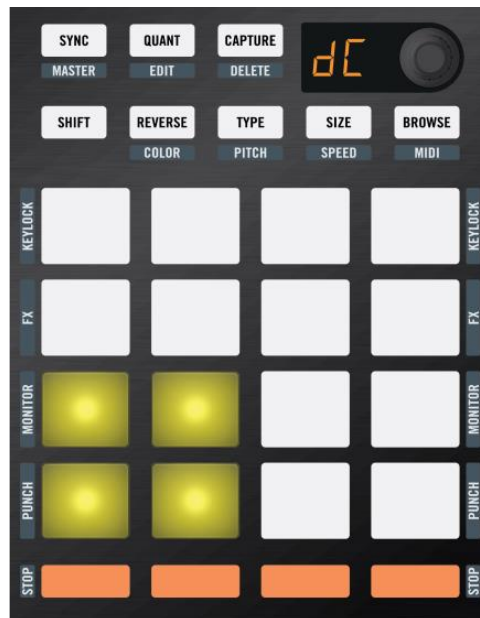 SYNC QUANT CAPTURE dC
MASTER EDIT DELETE
SHIFT REVERSE TYPE SIZE BROWSE
COLOR PITCH SPEED MIDI
KEYLOCK KEYLOCK
FX FX
MONITOR MONITOR
PUNCH PUNCH
STOP STOP